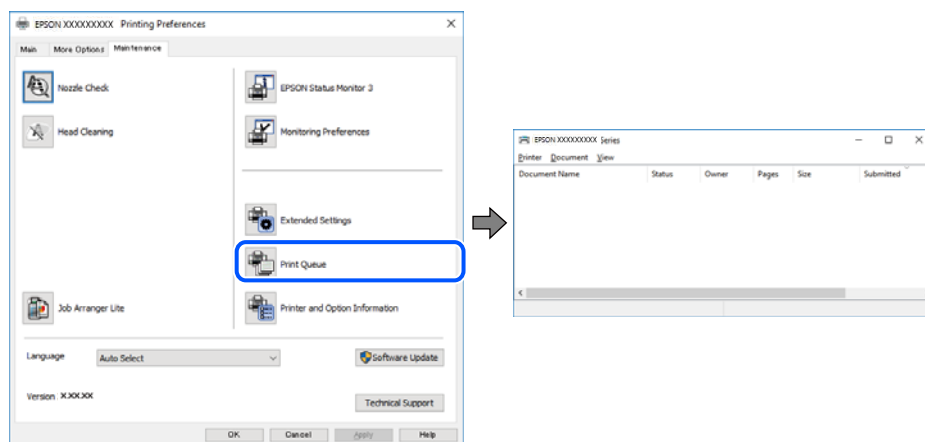 EPSON XXXXXXXXX Printing Preferences
Main More Options Maintenance
Nozzle Check
Head Cleaning
Job Arranger Lite
EPSON Status Monitor 3
Monitoring Preferences
Extended Settings
Print Queue
Printer and Option Information
Language Auto Select Software Update
Version X.XX.XX
Technical Support
OK Cancel Apply Help
EPSON XXXXXXXXX Series
Printer Document View
Document Name Status Owner Pages Size Submitted